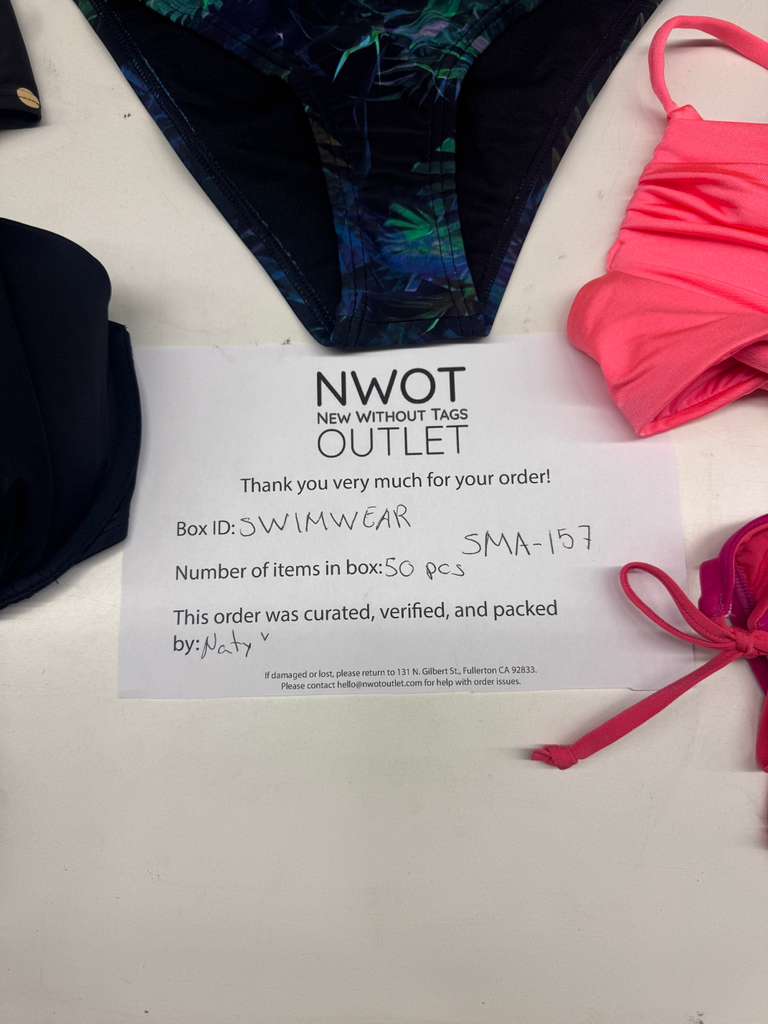 NWOT
NEW WITHOUT TAGS
OUTLET
Thank you very much for your order!
Box ID: SWIMWEAR
SMA-157
Number of items in box: 50 pcs
This order was curated, verified, and packed
by: Naty
If damaged or lost, please return to 131 N. Gilbert St., Fullerton CA 92833.
Please contact hello@nwotoutlet.com for help with order issues.